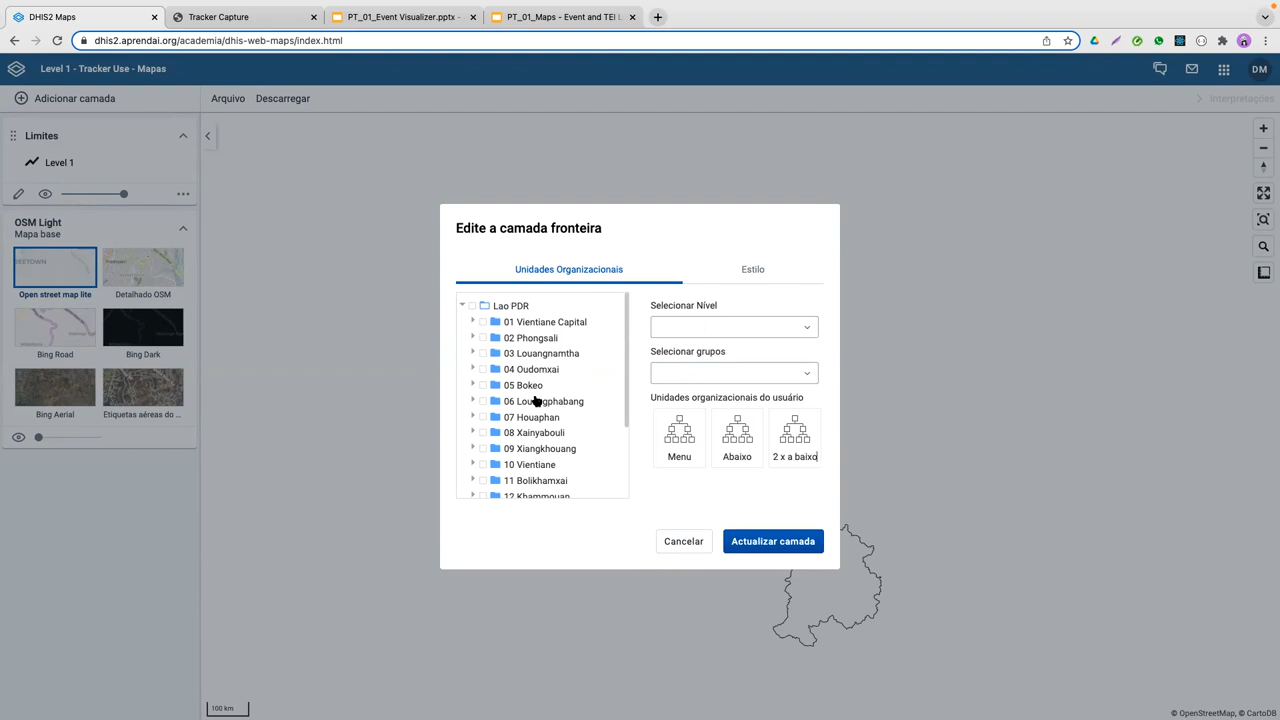 DHIS2 Maps
Tracker Capture
PT_01_Event Visualizer.pptx -
PT_01_Maps - Event and TEI L
dhis2.aprendai.org/academia/dhis-web-maps/index.html
Level 1 - Tracker Use - Mapas
DM
Adicionar camada
Arquivo
Descarregar
Interpretações
Limites
Level 1
OSM Light
Mapa base
Open street map lite
Detalhado OSM
Bing Road
Bing Dark
Bing Aerial
Etiquetas aéreas do ...
Edite a camada fronteira
Unidades Organizacionais
Estilo
Lao PDR
01 Vientiane Capital
02 Phongsali
03 Louangnamtha
04 Oudomxai
05 Bokeo
06 Louangphabang
07 Houaphan
08 Xainyabouli
09 Xiangkhouang
10 Vientiane
11 Bolikhamxai
12 Khammouan
Selecionar Nível
Selecionar grupos
Unidades organizacionais do usuário
Menu
Abaixo
2 x a baixo
Cancelar
Actualizar camada
100 km
© OpenStreetMap, © CartoDB